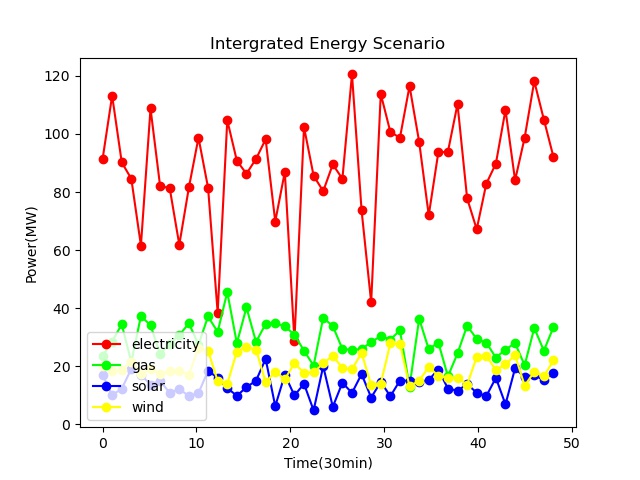 Intergrated Energy Scenario
Power(MW)
120
100
80
60
40
20
0
electricity
gas
solar
wind
0 10 20 30 40 50
Time(30min)